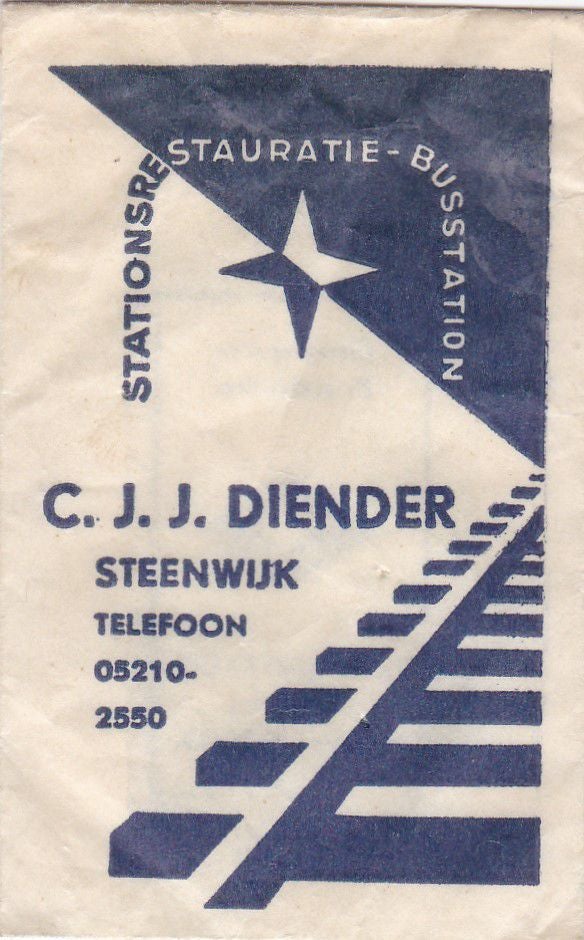 STATIONSRESTAURATIE-BUSSTATION
C. J. J. DIENDER
STEENWIJK
TELEFOON
05210-
2550